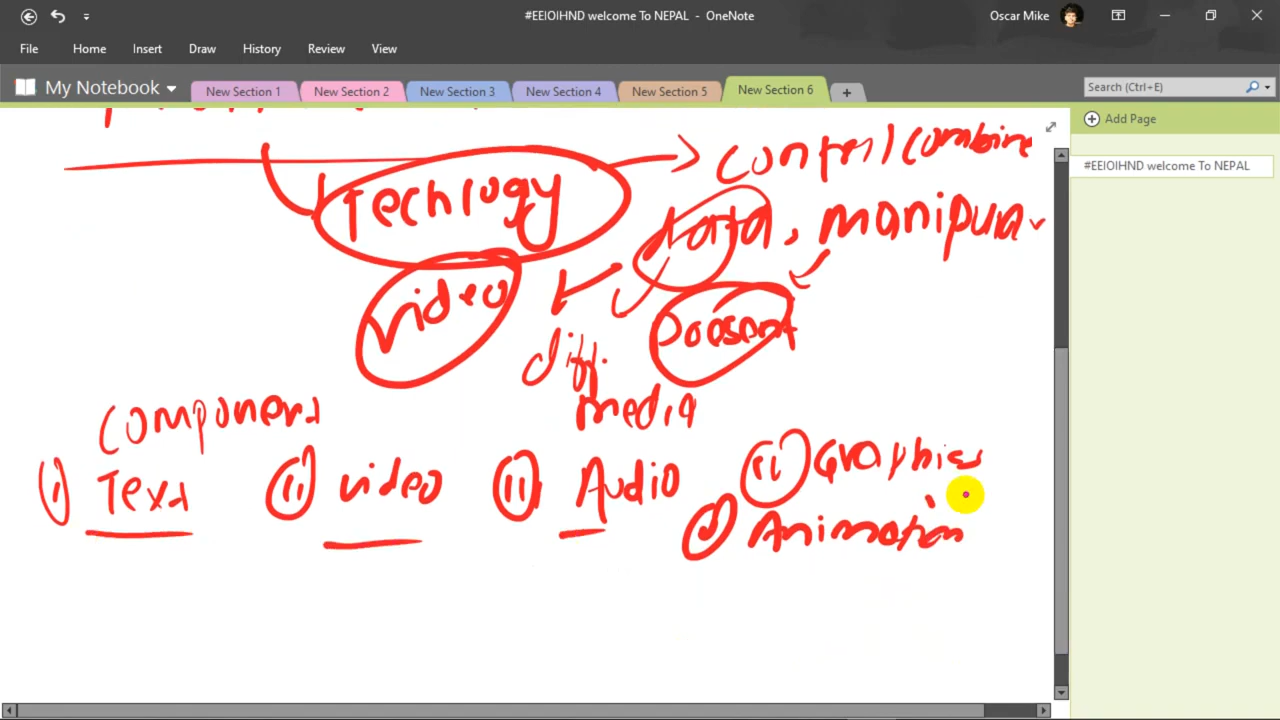 #EEIOIHND welcome To NEPAL - OneNote
Oscar Mike
File Home Insert Draw History Review View
My Notebook New Section 1 New Section 2 New Section 3 New Section 4 New Section 5 New Section 6
Search (Ctrl+E)
Add Page
#EEIOIHND welcome To NEPAL
control combine
Techlogy
data, manipula
video
present
diff.
media
component
(i) Text (ii) video (iii) Audio (iv) Graphics
(v) Animation